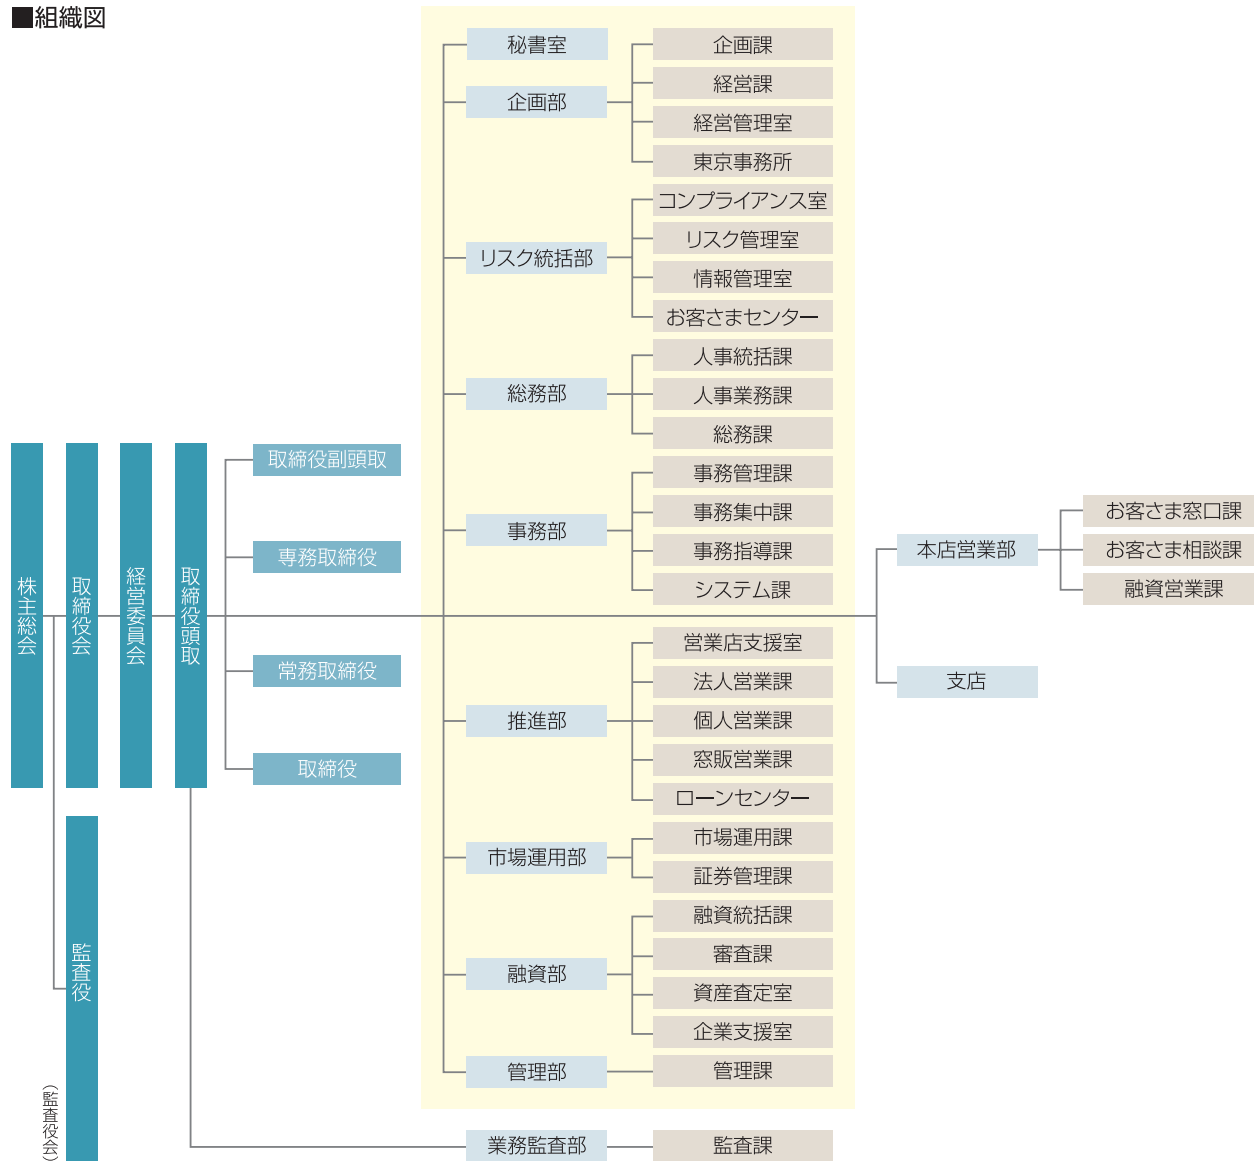 ■組織図
株主総会
取締役会
経営委員会
取締役頭取
監査役
（監査役会）
取締役副頭取
専務取締役
常務取締役
取締役
秘書室
企画部
企画課
経営課
経営管理室
東京事務所
リスク統括部
コンプライアンス室
リスク管理室
情報管理室
お客さまセンター
総務部
人事統括課
人事業務課
総務課
事務部
事務管理課
事務集中課
事務指導課
システム課
推進部
営業店支援室
法人営業課
個人営業課
窓販営業課
ローンセンター
市場運用部
市場運用課
証券管理課
融資部
融資統括課
審査課
資産査定室
企業支援室
管理部
管理課
業務監査部
監査課
本店営業部
お客さま窓口課
お客さま相談課
融資営業課
支店